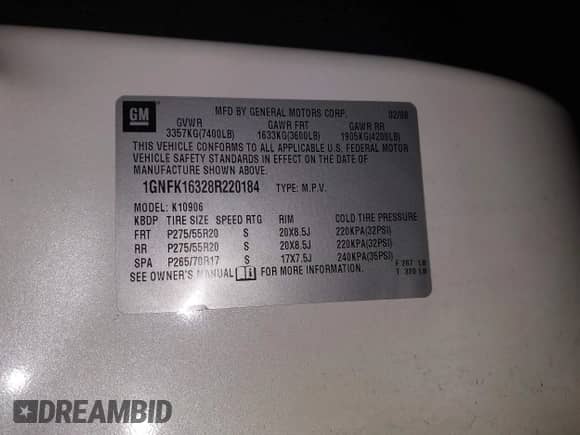 GM
MFD BY GENERAL MOTORS CORP. 02/08
GVWR GAWR FRT GAWR RR
3357KG(7400LB) 1633KG(3600LB) 1905KG(4200LB)
THIS VEHICLE CONFORMS TO ALL APPLICABLE U.S. FEDERAL MOTOR
VEHICLE SAFETY STANDARDS IN EFFECT ON THE DATE OF
MANUFACTURE SHOWN ABOVE.
1GNFK16328R220184 TYPE: M.P.V.
MODEL: K10906
KBDP TIRE SIZE SPEED RTG RIM COLD TIRE PRESSURE
FRT P275/55R20 S 20X8.5J 220KPA(32PSI)
RR P275/55R20 S 20X8.5J 220KPA(32PSI)
SPA P265/70R17 S 17X7.5J 240KPA(35PSI)
F 287 LB
SEE OWNER'S MANUAL FOR MORE INFORMATION. T 320 LB
DREAMBID